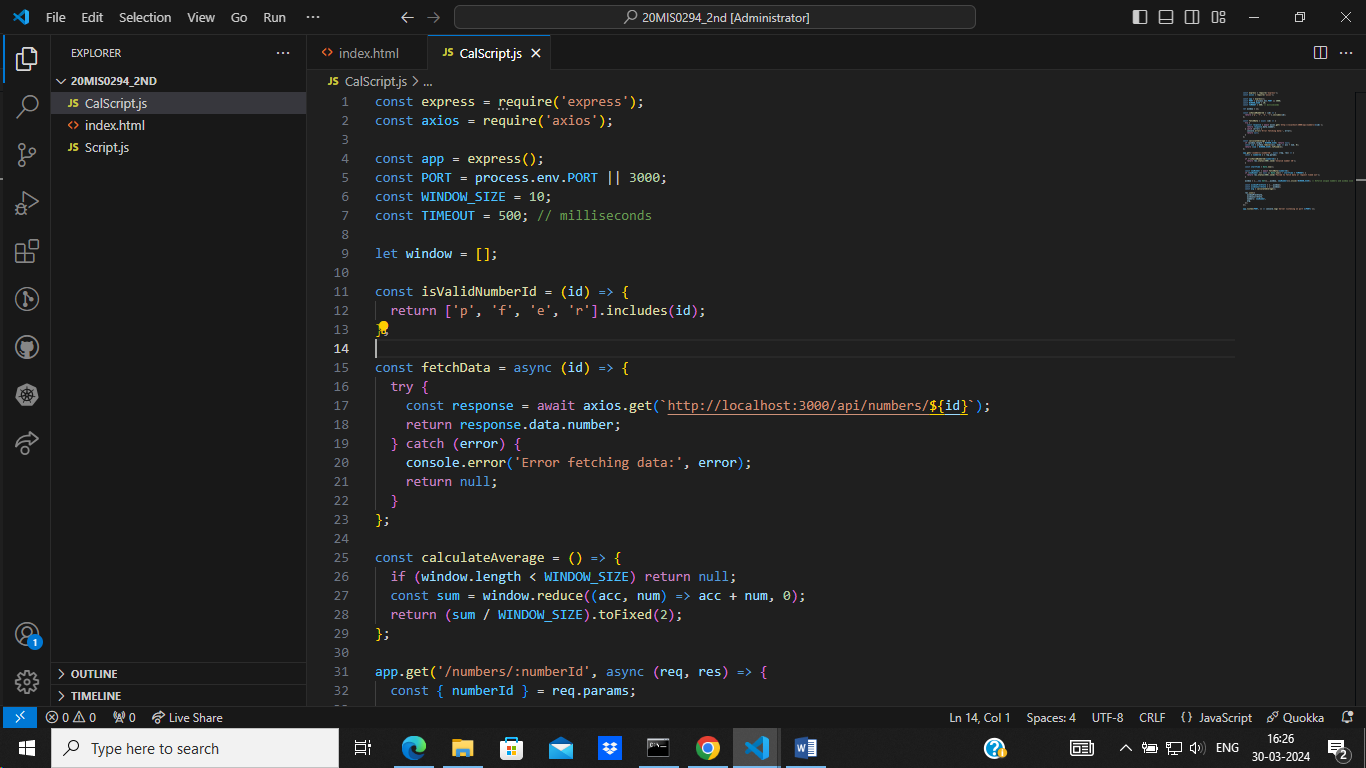 File Edit Selection View Go Run ···
20MIS0294_2nd [Administrator]
EXPLORER ···
20MIS0294_2ND
JS CalScript.js
<> index.html
JS Script.js
OUTLINE
TIMELINE
<> index.html JS CalScript.js
JS CalScript.js > ...
1 const express = require('express');
2 const axios = require('axios');
3
4 const app = express();
5 const PORT = process.env.PORT || 3000;
6 const WINDOW_SIZE = 10;
7 const TIMEOUT = 500; // milliseconds
8
9 let window = [];
10
11 const isValidNumberId = (id) => {
12 return ['p', 'f', 'e', 'r'].includes(id);
13 };
14
15 const fetchData = async (id) => {
16 try {
17 const response = await axios.get(`http://localhost:3000/api/numbers/${id}`);
18 return response.data.number;
19 } catch (error) {
20 console.error('Error fetching data:', error);
21 return null;
22 }
23 };
24
25 const calculateAverage = () => {
26 if (window.length < WINDOW_SIZE) return null;
27 const sum = window.reduce((acc, num) => acc + num, 0);
28 return (sum / WINDOW_SIZE).toFixed(2);
29 };
30
31 app.get('/numbers/:numberId', async (req, res) => {
32 const { numberId } = req.params;
1
0 0 0 Live Share Ln 14, Col 1 Spaces: 4 UTF-8 CRLF {} JavaScript Quokka
Type here to search
ENG
16:26
30-03-2024
2